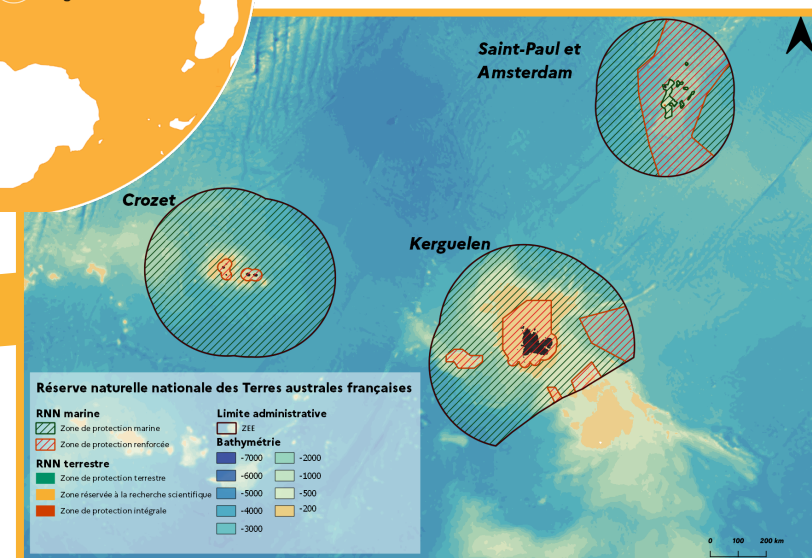 Saint-Paul et
Amsterdam
Crozet
Kerguelen
Réserve naturelle nationale des Terres australes françaises
RNN marine
Zone de protection marine
Zone de protection renforcée
RNN terrestre
Zone de protection terrestre
Zone réservée à la recherche scientifique
Zone de protection intégrale
Limite administrative
ZEE
Bathymétrie
-7000
-6000
-5000
-4000
-3000
-2000
-1000
-500
-200
0 100 200 km